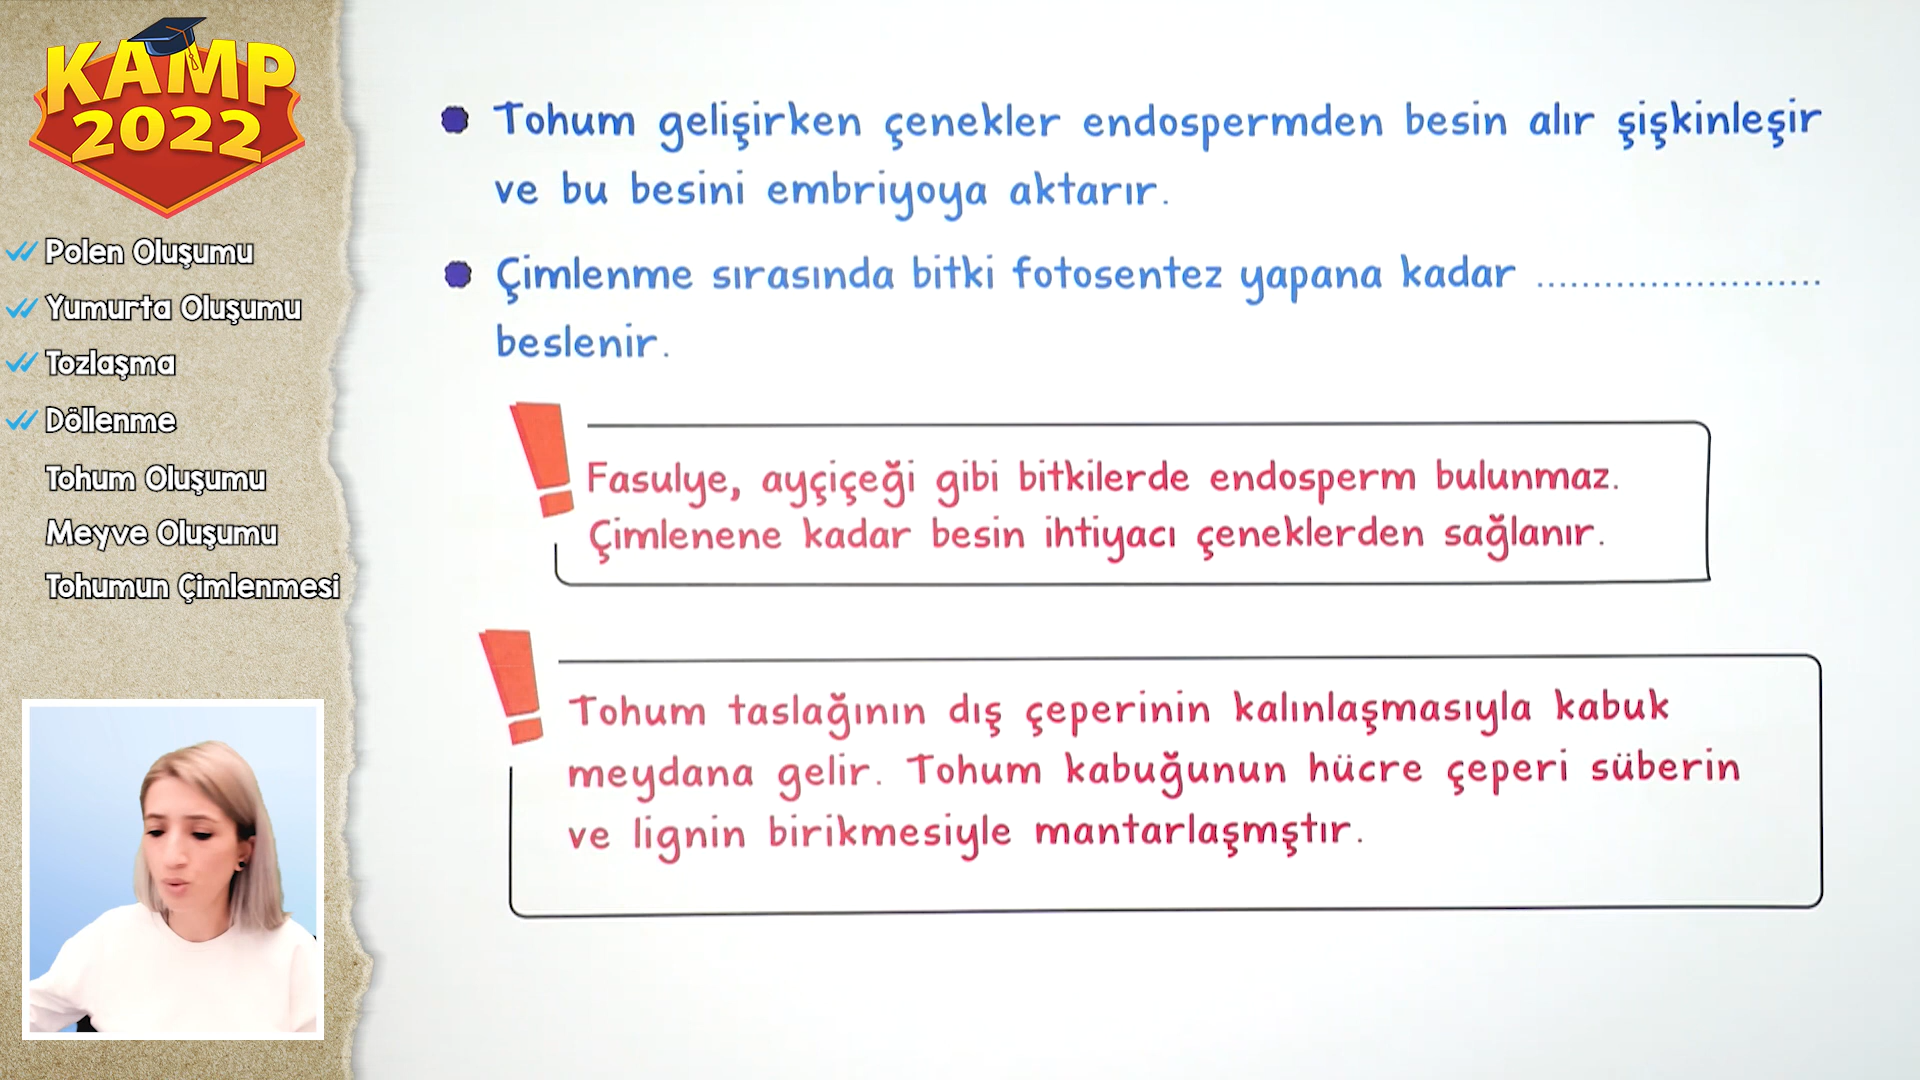 KAMP
2022
Polen Oluşumu
Yumurta Oluşumu
Tozlaşma
Döllenme
Tohum Oluşumu
Meyve Oluşumu
Tohumun Çimlenmesi
Tohum gelişirken çenekler endospermden besin alır şişkinleşir
ve bu besini embriyoya aktarır.
Çimlenme sırasında bitki fotosentez yapana kadar .........................
beslenir.
Fasulye, ayçiçeği gibi bitkilerde endosperm bulunmaz.
Çimlenene kadar besin ihtiyacı çeneklerden sağlanır.
Tohum taslağının dış çeperinin kalınlaşmasıyla kabuk
meydana gelir. Tohum kabuğunun hücre çeperi süberin
ve lignin birikmesiyle mantarlaşmştır.